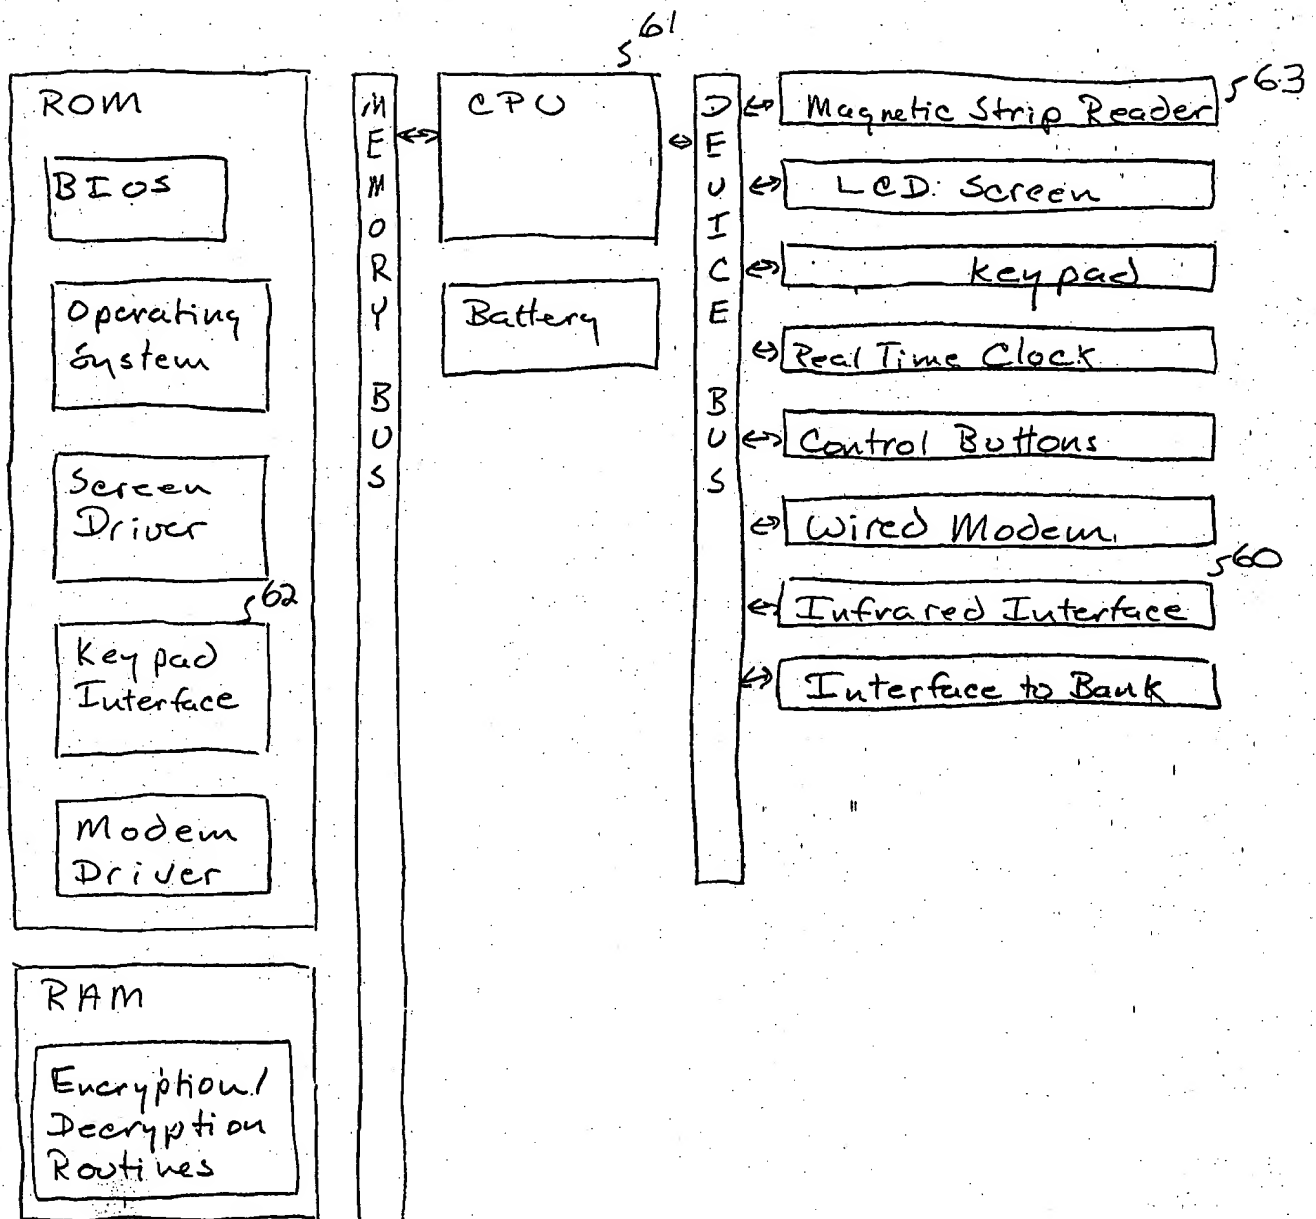 61
ROM
BIOS
Operating
System
Screen
Driver
62
Keypad
Interface
Modem
Driver
RAM
Encryption/
Decryption
Routines
MEMORY BUS
CPU
Battery
DEVICE BUS
63
Magnetic Strip Reader
LCD Screen
Keypad
Real Time Clock
Control Buttons
Wired Modem
60
Infrared Interface
Interface to Bank